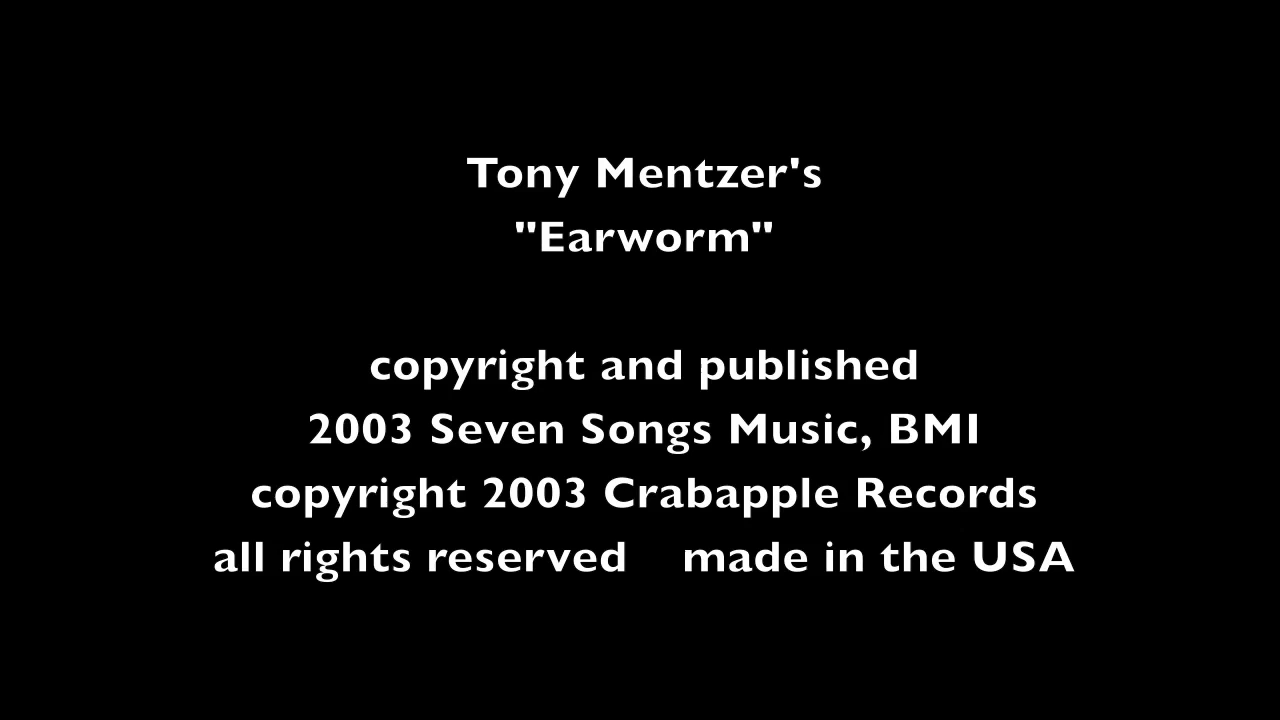 Tony Mentzer's
"Earworm"
copyright and published
2003 Seven Songs Music, BMI
copyright 2003 Crabapple Records
all rights reserved    made in the USA